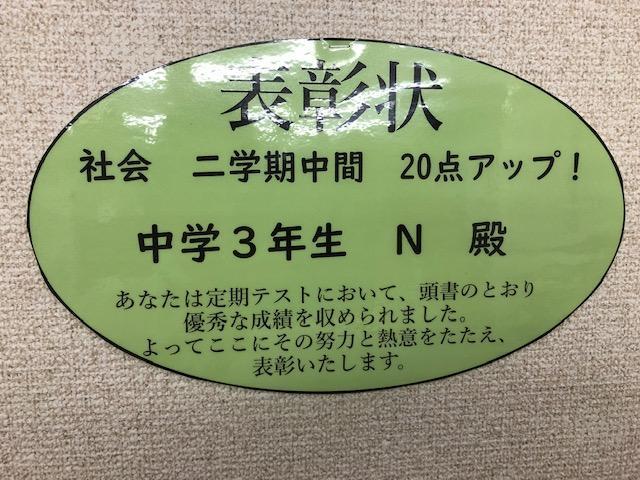 表彰状
社会　二学期中間　20点アップ！
中学３年生　N　殿
あなたは定期テストにおいて、頭書のとおり
優秀な成績を収められました。
よってここにその努力と熱意をたたえ、
表彰いたします。